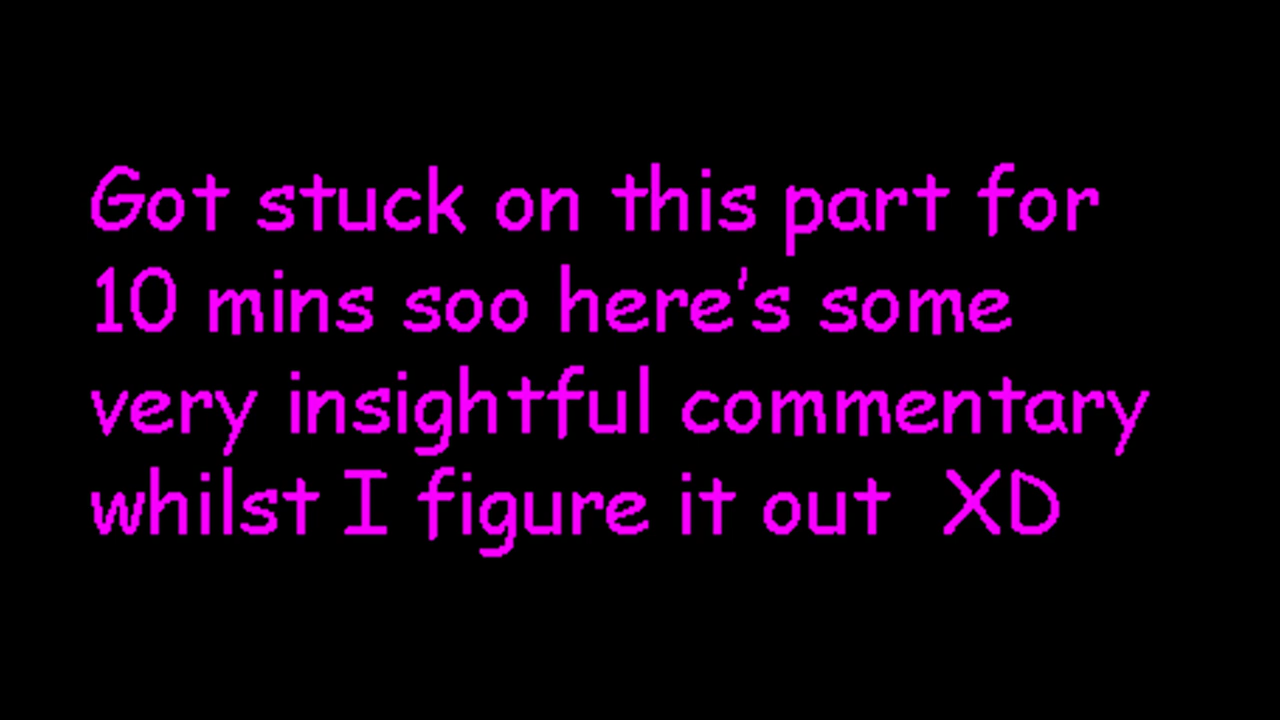 Got stuck on this part for
10 mins soo here's some
very insightful commentary
whilst I figure it out XD